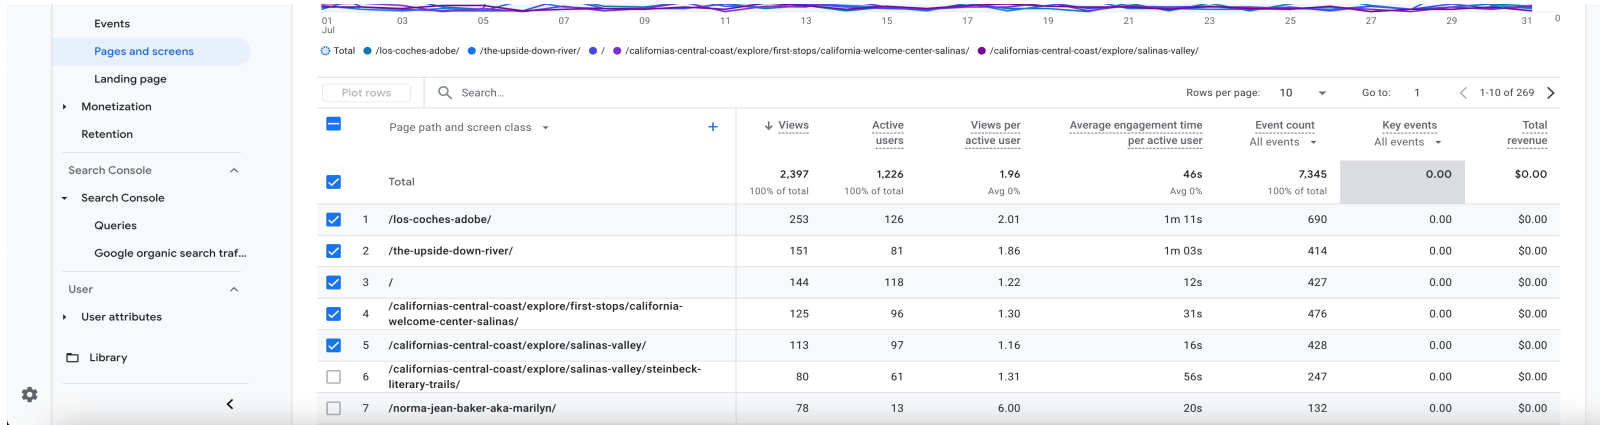 Events
Pages and screens
Landing page
Monetization
Retention
Search Console
Search Console
Queries
Google organic search traf...
User
User attributes
Library
01 03 05 07 09 11 13 15 17 19 21 23 25 27 29 31 0
Jul
Total /los-coches-adobe/ /the-upside-down-river/ / /californias-central-coast/explore/first-stops/california-welcome-center-salinas/ /californias-central-coast/explore/salinas-valley/
Plot rows Search... Rows per page: 10 Go to: 1 1-10 of 269
Page path and screen class + Views Active users Views per active user Average engagement time per active user Event count All events Key events All events Total revenue
Total 2,397 1,226 1.96 46s 7,345 0.00 $0.00
100% of total 100% of total Avg 0% Avg 0% 100% of total
1 /los-coches-adobe/ 253 126 2.01 1m 11s 690 0.00 $0.00
2 /the-upside-down-river/ 151 81 1.86 1m 03s 414 0.00 $0.00
3 / 144 118 1.22 12s 427 0.00 $0.00
4 /californias-central-coast/explore/first-stops/california-welcome-center-salinas/ 125 96 1.30 31s 476 0.00 $0.00
5 /californias-central-coast/explore/salinas-valley/ 113 97 1.16 16s 428 0.00 $0.00
6 /californias-central-coast/explore/salinas-valley/steinbeck-literary-trails/ 80 61 1.31 56s 247 0.00 $0.00
7 /norma-jean-baker-aka-marilyn/ 78 13 6.00 20s 132 0.00 $0.00